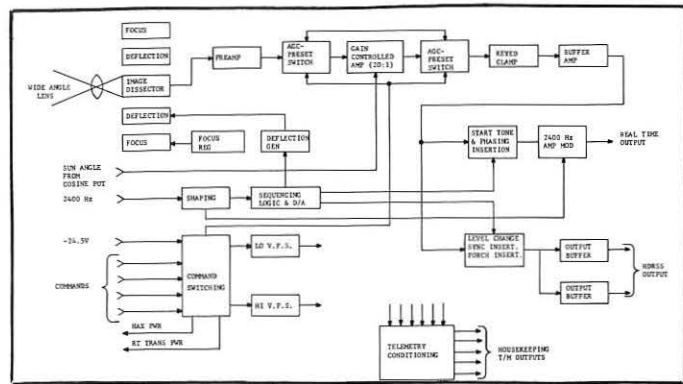 FOCUS
DEFLECTION
WIDE ANGLE
LENS
IMAGE
DISSECTOR
DEFLECTION
FOCUS
FOCUS
REG
PREAMP
AGC-
PRESET
SWITCH
GAIN
CONTROLLED
AMP (20:1)
AGC-
PRESET
SWITCH
KEYED
CLAMP
BUFFER
AMP
DEFLECTION
GEN
START TONE
& PHASING
INSERTION
2400 Hz
AMP MOD
REAL TIME
OUTPUT
SUN ANGLE
FROM
COSINE POT
2400 Hz
SHAPING
SEQUENCING
LOGIC & D/A
-24.5V
COMMANDS
COMMAND
SWITCHING
LO V.P.S.
HI V.P.S.
LEVEL CHANGE
SYNC INSERT.
PORCH INSERT.
OUTPUT
BUFFER
OUTPUT
BUFFER
HDRSS
OUTPUT
MAX PWR
RT TRANS PWR
TELEMETRY
CONDITIONING
HOUSEKEEPING
T/M OUTPUTS